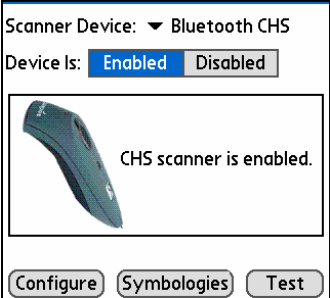 Scanner Device: Bluetooth CHS
Device Is: Enabled Disabled
CHS scanner is enabled.
Configure Symbologies Test